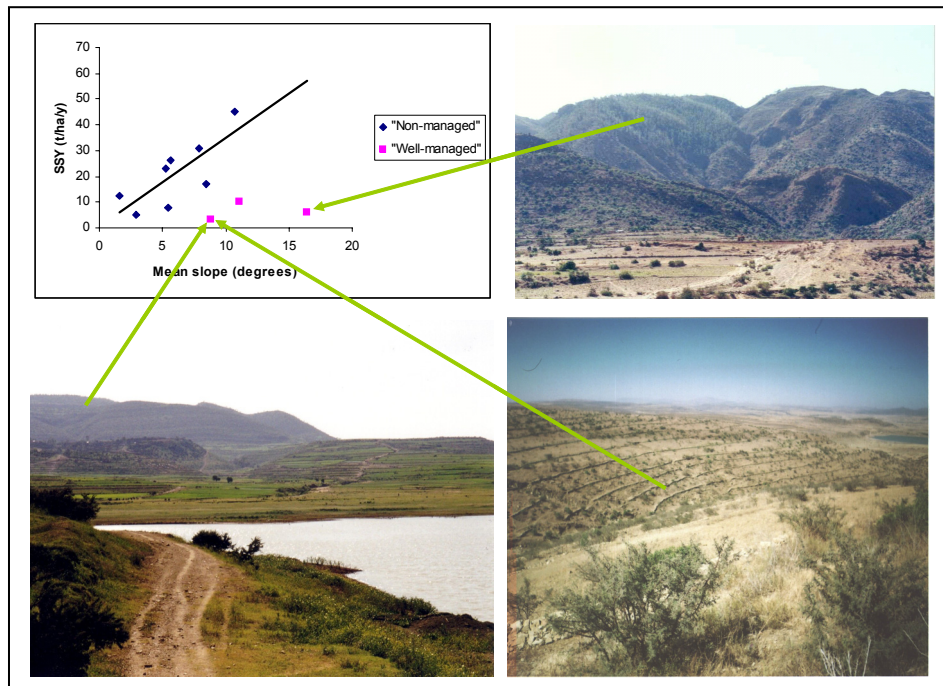 70
60
50
40
30
20
10
0
SSY (t/ha/y)
0 5 10 15 20
Mean slope (degrees)
"Non-managed"
"Well-managed"